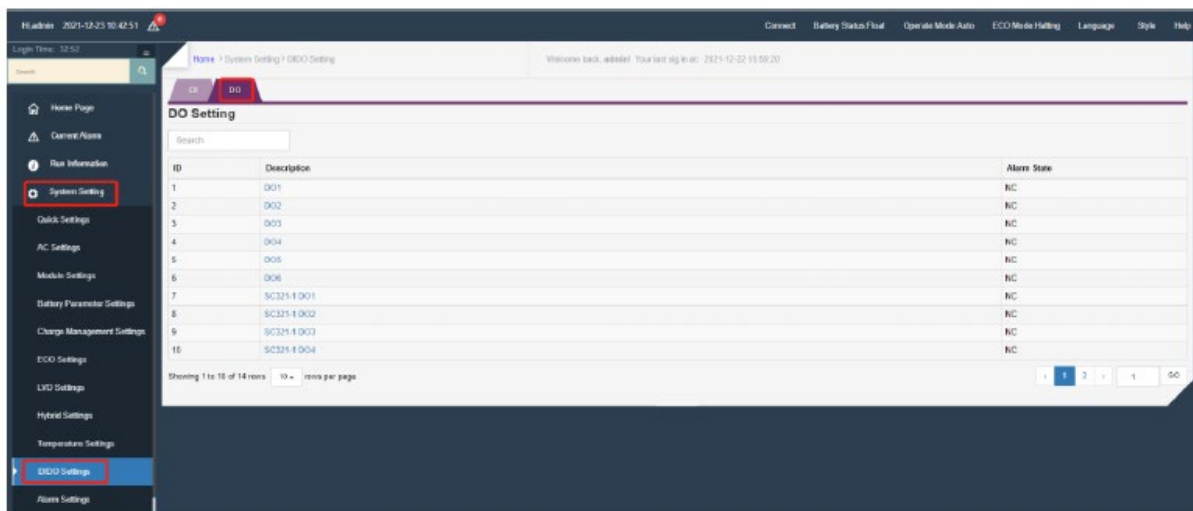 Hi,admin 2021-12-23 10:42:51
Connect Battery Status:Float Operate Mode:Auto ECO Mode:Halting Language Style Help
Login Time: 32:52
Search
Home > System Setting > DIDO Setting
Welcome back, admin! Your last sig in at: 2021-12-22
DI DO
DO Setting
Search
Home Page
Current Alarm
Run Information
System Setting
Quick Settings
AC Settings
Module Settings
Battery Parameter Settings
Charge Management Settings
ECO Settings
LVD Settings
Hybrid Settings
Temperature Settings
DIDO Settings
Alarm Settings
ID Description Alarm State
1 DO1 NC
2 DO2 NC
3 DO3 NC
4 DO4 NC
5 DO5 NC
6 DO6 NC
7 SC321-1 DO1 NC
8 SC321-1 DO2 NC
9 SC321-1 DO3 NC
10 SC321-1 DO4 NC
Showing 1 to 10 of 14 rows 10 rows per page
‹ 1 2 › 1 GO